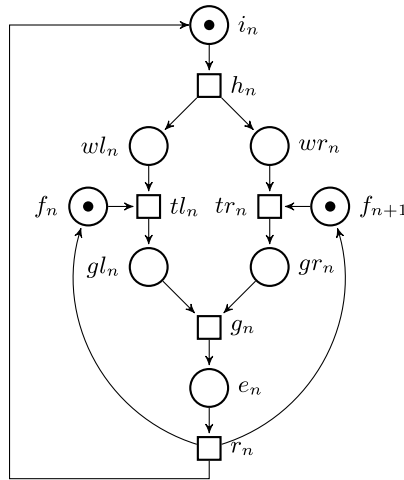 i_n
h_n
wl_n wr_n
f_n tl_n tr_n f_{n+1}
gl_n gr_n
g_n
e_n
r_n